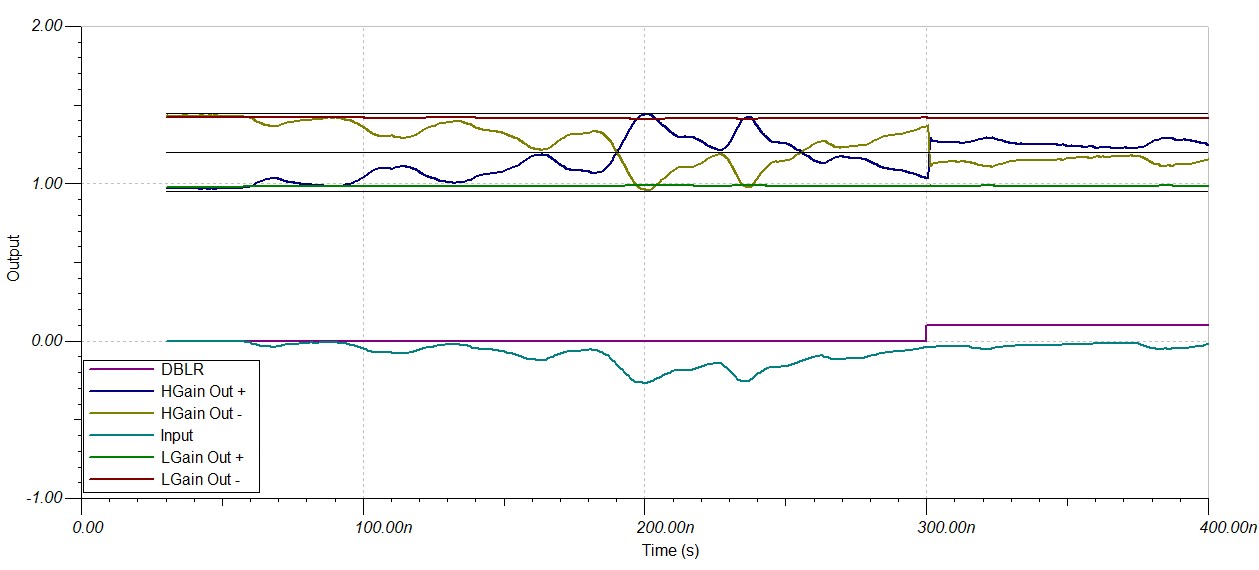 2.00
1.00
Output
0.00
-1.00
DBLR
HGain Out +
HGain Out -
Input
LGain Out +
LGain Out -
0.00 100.00n 200.00n 300.00n 400.00n
Time (s)